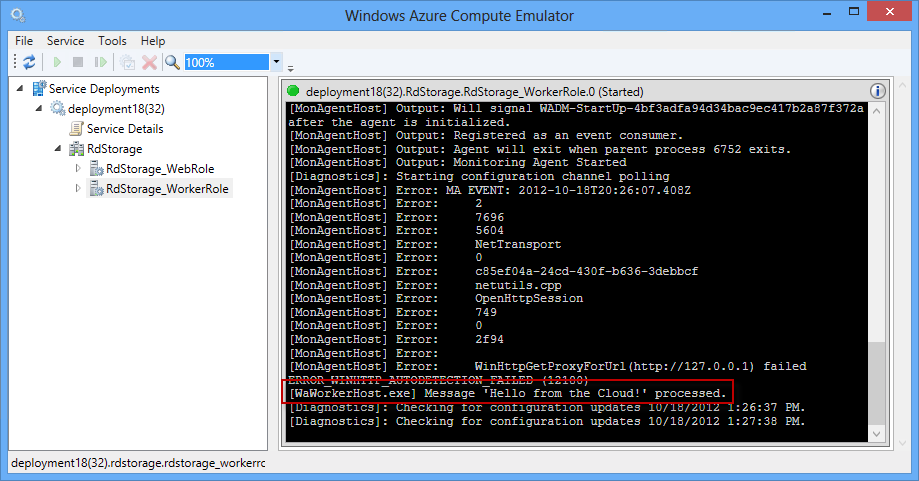 Windows Azure Compute Emulator
File Service Tools Help
100%
Service Deployments
deployment18(32)
Service Details
RdStorage
RdStorage_WebRole
RdStorage_WorkerRole
deployment18(32).RdStorage.RdStorage_WorkerRole.0 (Started)
[MonAgentHost] Output: Will signal WADM-StartUp-4bf3adfa94d34bac9ec417b2a87f372a
after the agent is initialized.
[MonAgentHost] Output: Registered as an event consumer.
[MonAgentHost] Output: Agent will exit when parent process 6752 exits.
[MonAgentHost] Output: Monitoring Agent Started
[Diagnostics]: Starting configuration channel polling
[MonAgentHost] Error: MA EVENT: 2012-10-18T20:26:07.408Z
[MonAgentHost] Error: 2
[MonAgentHost] Error: 7696
[MonAgentHost] Error: 5604
[MonAgentHost] Error: NetTransport
[MonAgentHost] Error: 0
[MonAgentHost] Error: c85ef04a-24cd-430f-b636-3debbcf
[MonAgentHost] Error: netutils.cpp
[MonAgentHost] Error: OpenHttpSession
[MonAgentHost] Error: 749
[MonAgentHost] Error: 0
[MonAgentHost] Error: 2f94
[MonAgentHost] Error:
[MonAgentHost] Error: WinHttpGetProxyForUrl(http://127.0.0.1) failed
ERROR_WINHTTP_AUTODETECTION_FAILED (12180)
[WaWorkerHost.exe] Message 'Hello from the Cloud!' processed.
[Diagnostics]: Checking for configuration updates 10/18/2012 1:26:37 PM.
[Diagnostics]: Checking for configuration updates 10/18/2012 1:27:38 PM.
deployment18(32).rdstorage.rdstorage_workerrc